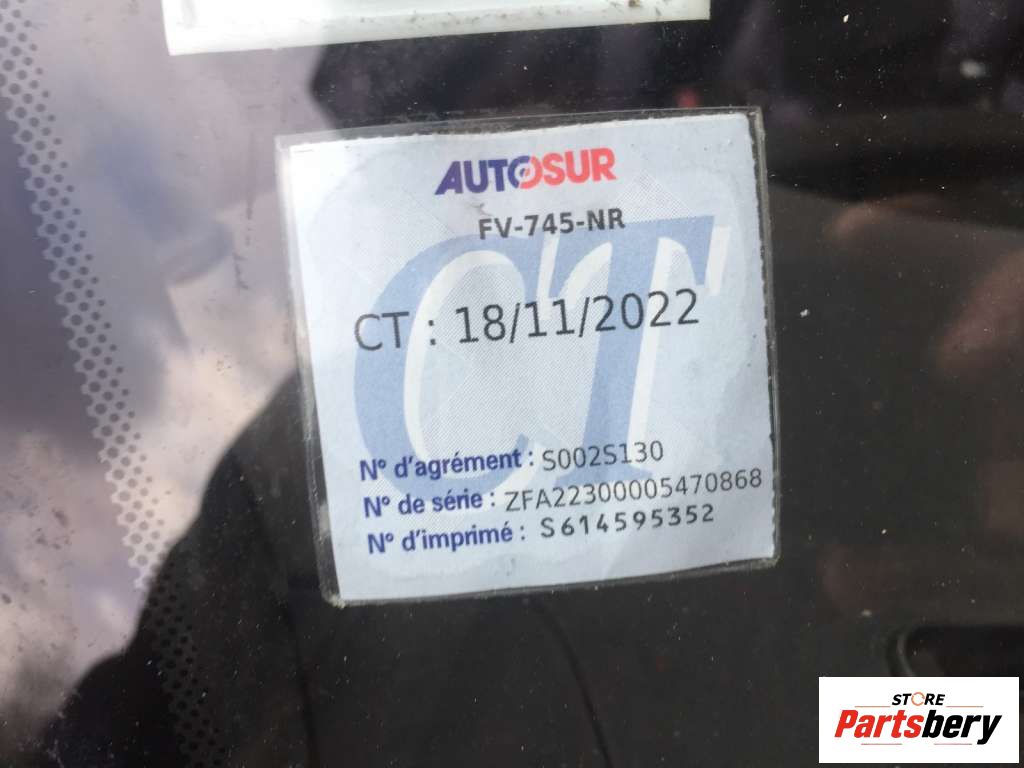 AUTOSUR
FV-745-NR
CT : 18/11/2022
CT
N° d'agrément : S002S130
N° de série : ZFA22300005470868
N° d'imprimé : S614595352
STORE
Partsbery